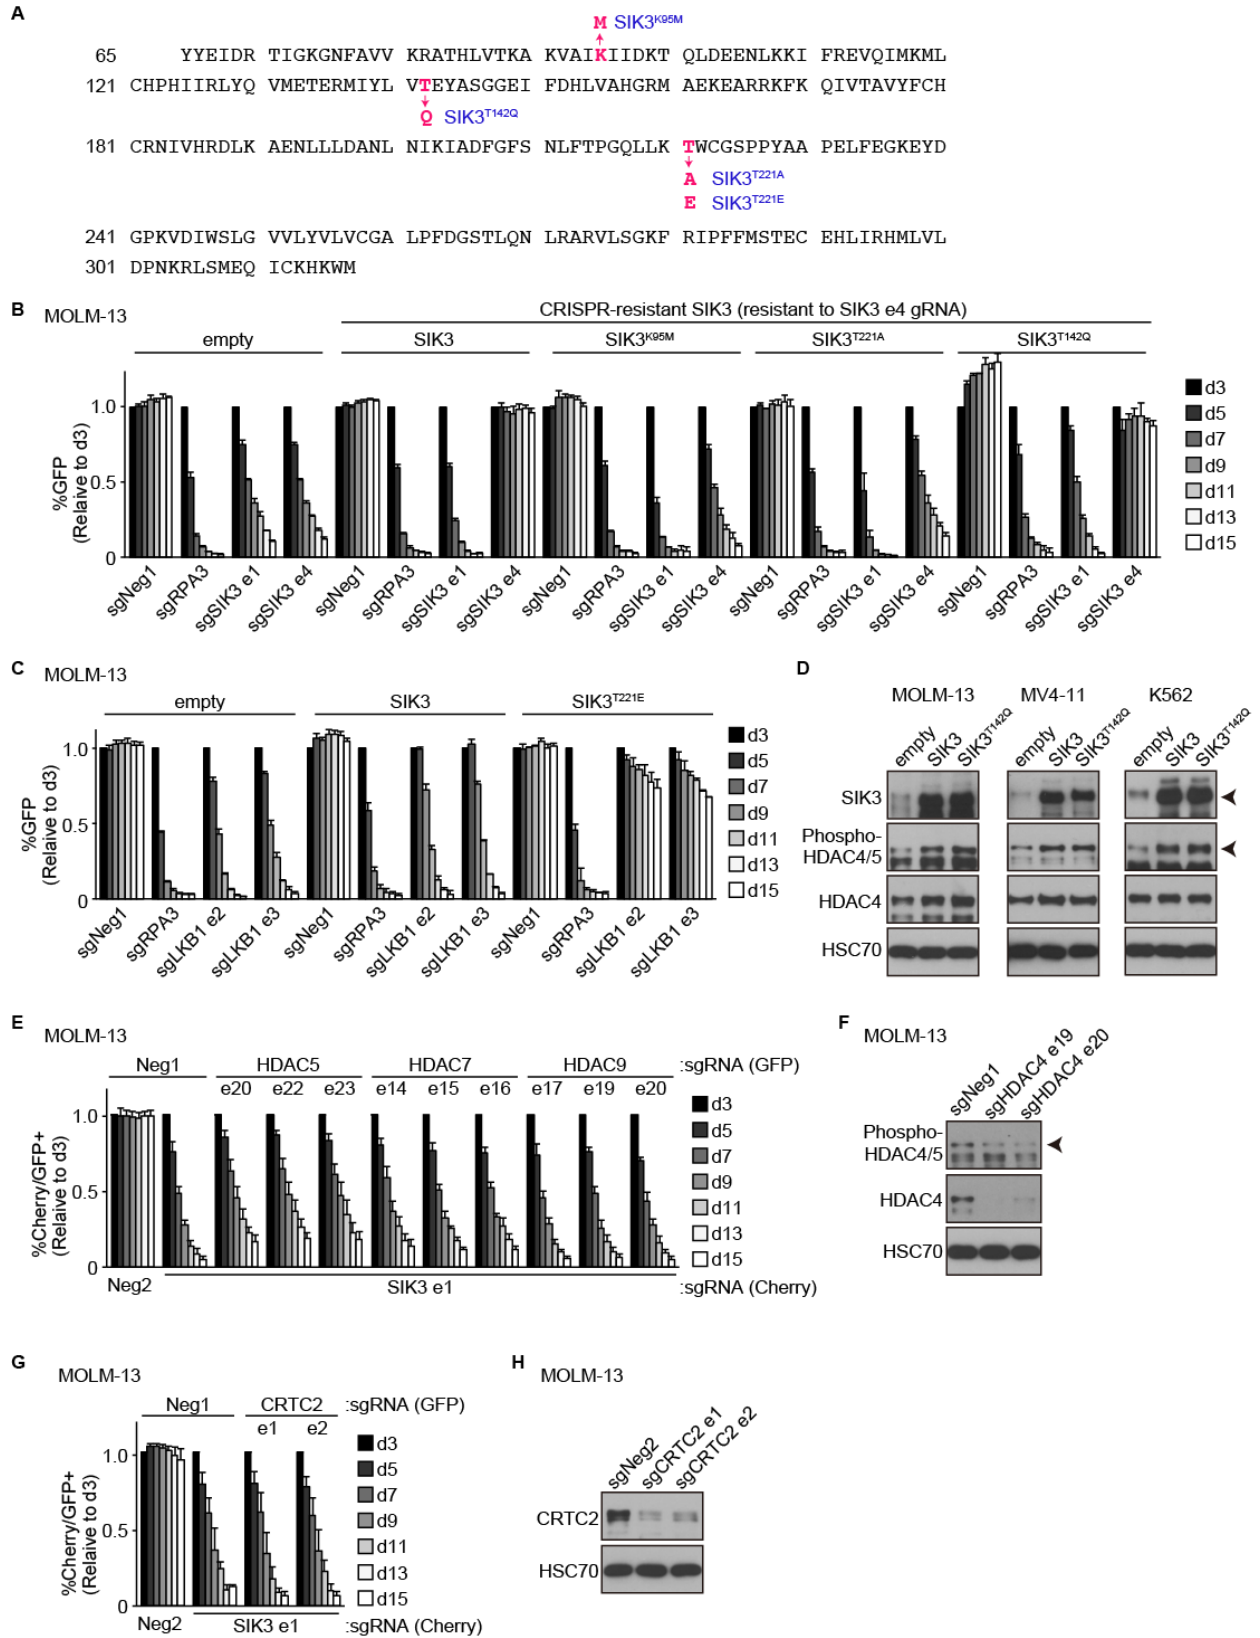 A
M SIK3K95M
65 YYEIDR TIGKGNFAVV KRATHLVTKA KVAIKIIDKT QLDEENLKKI FREVQIMKML
121 CHPHIIRLYQ VMETERMIYL VTEYASGGEI FDHLVAHGRM AEKEARRKFK QIVTAVYFCH
Q SIK3T142Q
181 CRNIVHRDLK AENLLLDANL NIKIADFGFS NLFTPGQLLK TWCGSPPYAA PELFEGKEYD
A SIK3T221A
E SIK3T221E
241 GPKVDIWSLG VVLYVLVCGA LPFDGSTLQN LRARVLSGKF RIPFFMSTEC EHLIRHMLVL
301 DPNKRLSMEQ ICKHKWM
B MOLM-13
CRISPR-resistant SIK3 (resistant to SIK3 e4 gRNA)
empty SIK3 SIK3K95M SIK3T221A SIK3T142Q
%GFP
(Relaive to d3)
1.0
0.5
0
sgNeg1 sgRPA3 sgSIK3 e1 sgSIK3 e4 sgNeg1 sgRPA3 sgSIK3 e1 sgSIK3 e4 sgNeg1 sgRPA3 sgSIK3 e1 sgSIK3 e4 sgNeg1 sgRPA3 sgSIK3 e1 sgSIK3 e4 sgNeg1 sgRPA3 sgSIK3 e1 sgSIK3 e4
d3
d5
d7
d9
d11
d13
d15
C MOLM-13
empty SIK3 SIK3T221E
%GFP
(Relaive to d3)
1.0
0.5
0
sgNeg1 sgRPA3 sgLKB1 e2 sgLKB1 e3 sgNeg1 sgRPA3 sgLKB1 e2 sgLKB1 e3 sgNeg1 sgRPA3 sgLKB1 e2 sgLKB1 e3
d3
d5
d7
d9
d11
d13
d15
D
MOLM-13 MV4-11 K562
empty SIK3 SIK3T142Q empty SIK3 SIK3T142Q empty SIK3 SIK3T142Q
SIK3
Phospho-
HDAC4/5
HDAC4
HSC70
E MOLM-13
Neg1 HDAC5 HDAC7 HDAC9 :sgRNA (GFP)
e20 e22 e23 e14 e15 e16 e17 e19 e20
%Cherry/GFP+
(Relaive to d3)
1.0
0.5
0
Neg2 SIK3 e1 :sgRNA (Cherry)
d3
d5
d7
d9
d11
d13
d15
F MOLM-13
sgNeg1 sgHDAC4 e19 sgHDAC4 e20
Phospho-
HDAC4/5
HDAC4
HSC70
G MOLM-13
Neg1 CRTC2 :sgRNA (GFP)
e1 e2
%Cherry/GFP+
(Relaive to d3)
1.0
0.5
0
Neg2 SIK3 e1 :sgRNA (Cherry)
d3
d5
d7
d9
d11
d13
d15
H MOLM-13
sgNeg2 sgCRTC2 e1 sgCRTC2 e2
CRTC2
HSC70